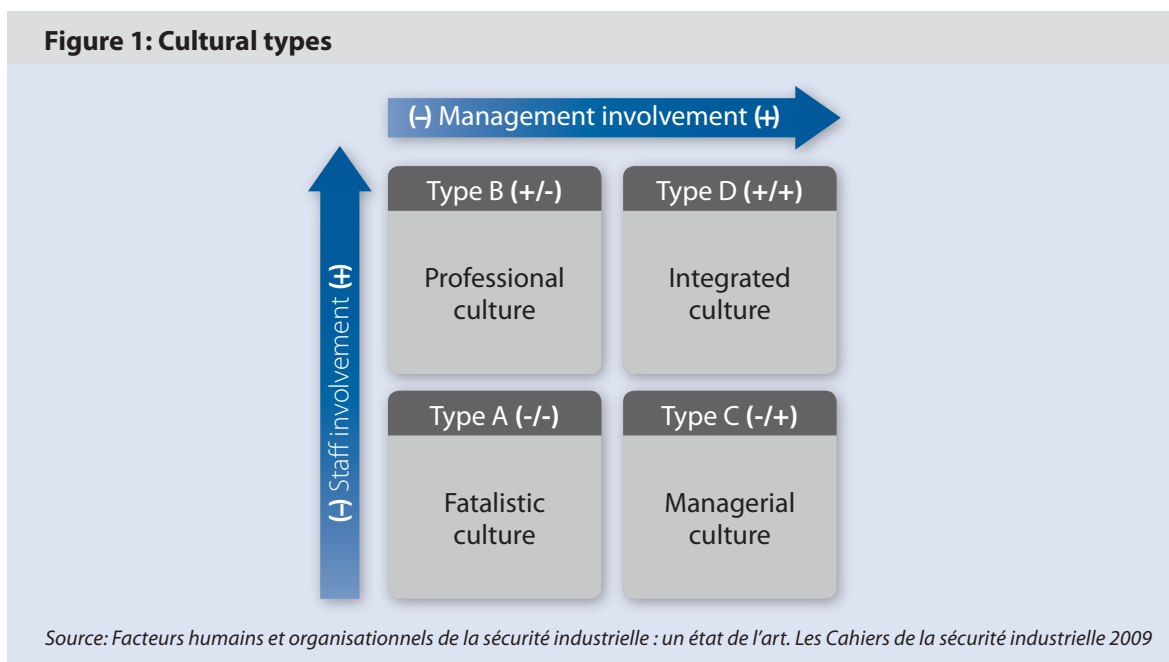 Figure 1: Cultural types
(–) Management involvement (+)
(–) Staff involvement (+)
Type B (+/-)
Professional
culture
Type D (+/+)
Integrated
culture
Type A (-/-)
Fatalistic
culture
Type C (-/+)
Managerial
culture
Source: Facteurs humains et organisationnels de la sécurité industrielle : un état de l'art. Les Cahiers de la sécurité industrielle 2009